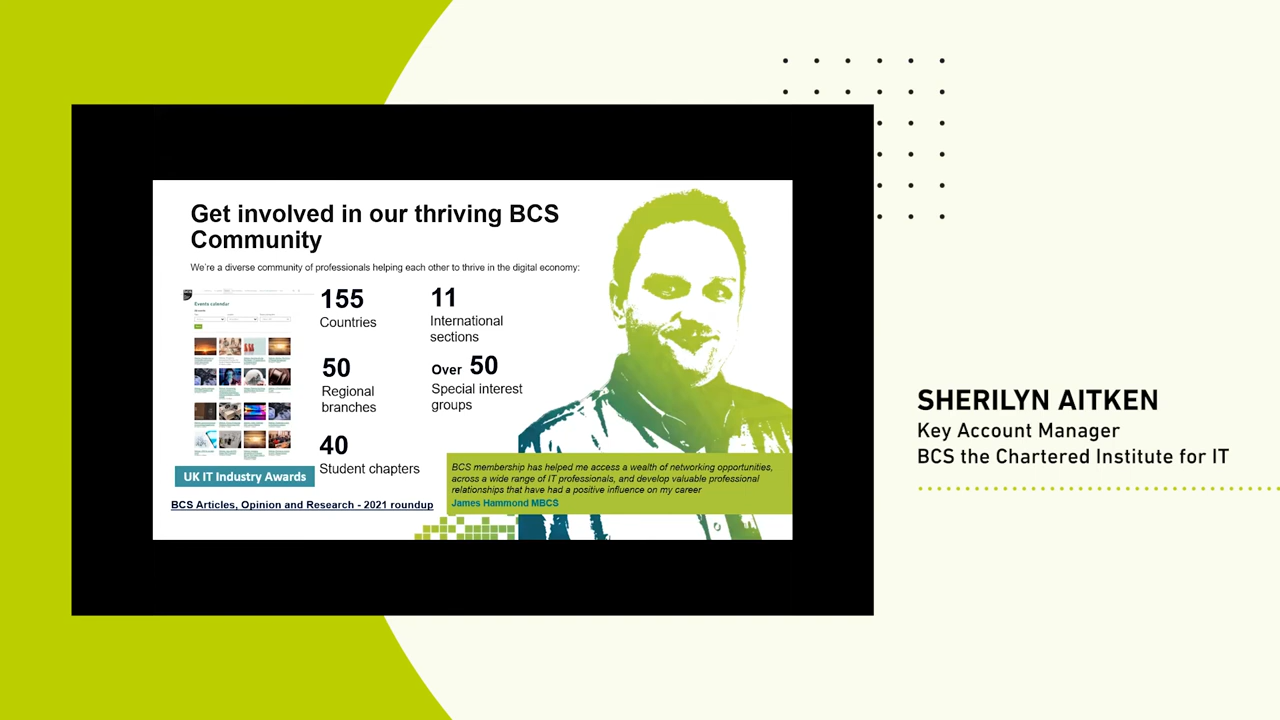 Get involved in our thriving BCS
Community
We're a diverse community of professionals helping each other to thrive in the digital economy:
Events calendar
155
Countries
11
International
sections
50
Regional
branches
Over 50
Special interest
groups
40
Student chapters
UK IT Industry Awards
BCS Articles, Opinion and Research - 2021 roundup
BCS membership has helped me access a wealth of networking opportunities,
across a wide range of IT professionals, and develop valuable professional
relationships that have had a positive influence on my career
James Hammond MBCS
SHERILYN AITKEN
Key Account Manager
BCS the Chartered Institute for IT